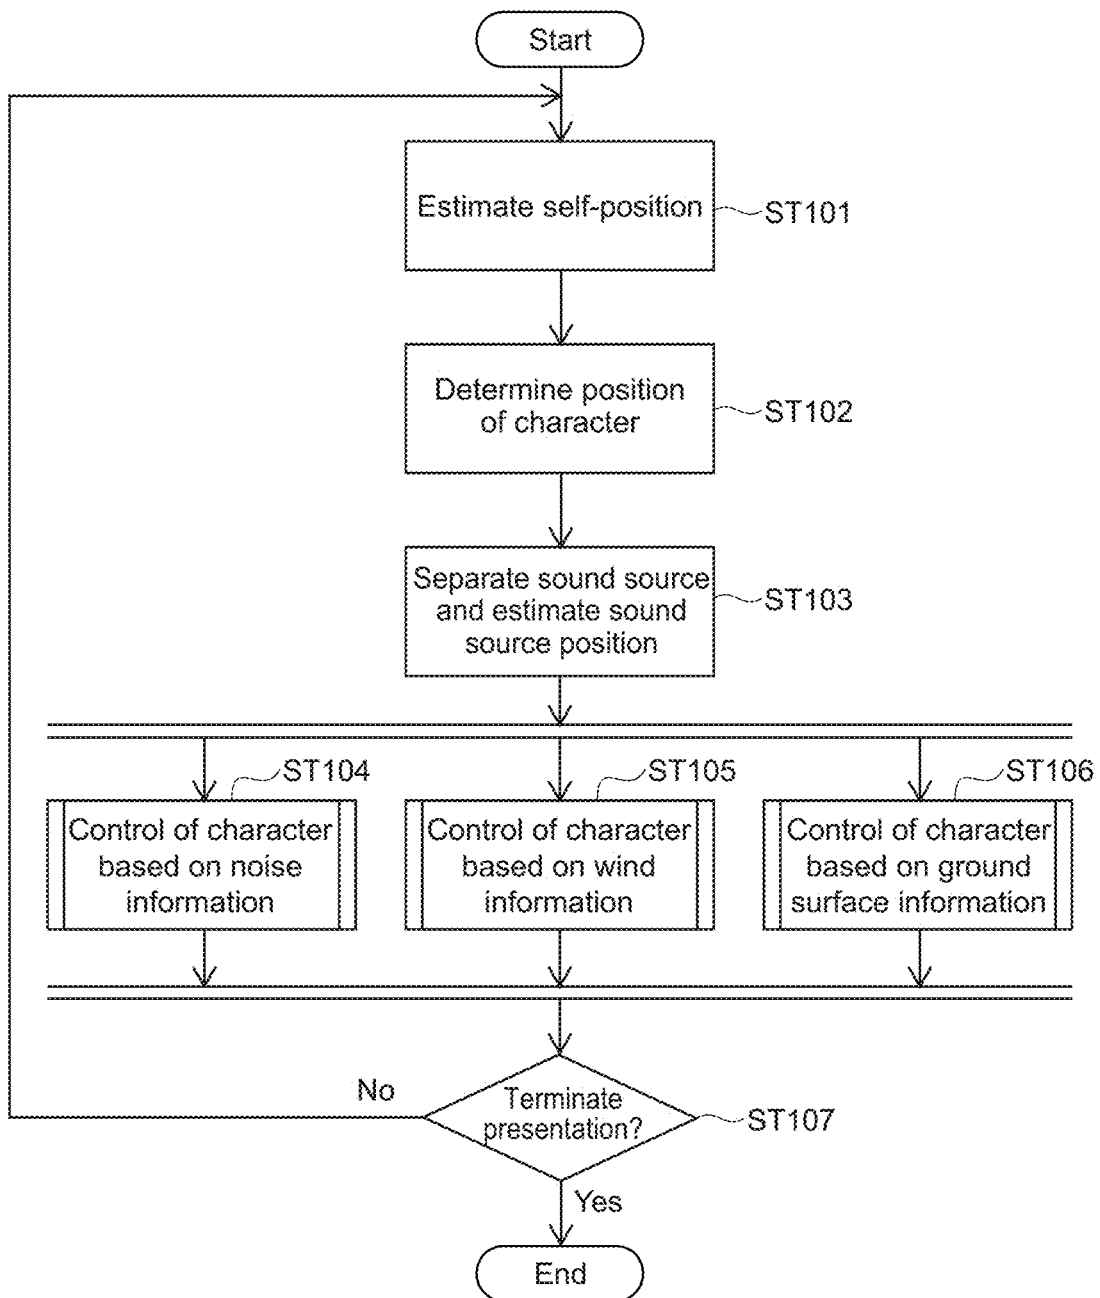 Start
Estimate self-position
ST101
Determine position
of character
ST102
Separate sound source
and estimate sound
source position
ST103
ST104
Control of character
based on noise
information
ST105
Control of character
based on wind
information
ST106
Control of character
based on ground
surface information
No
Terminate
presentation?
ST107
Yes
End